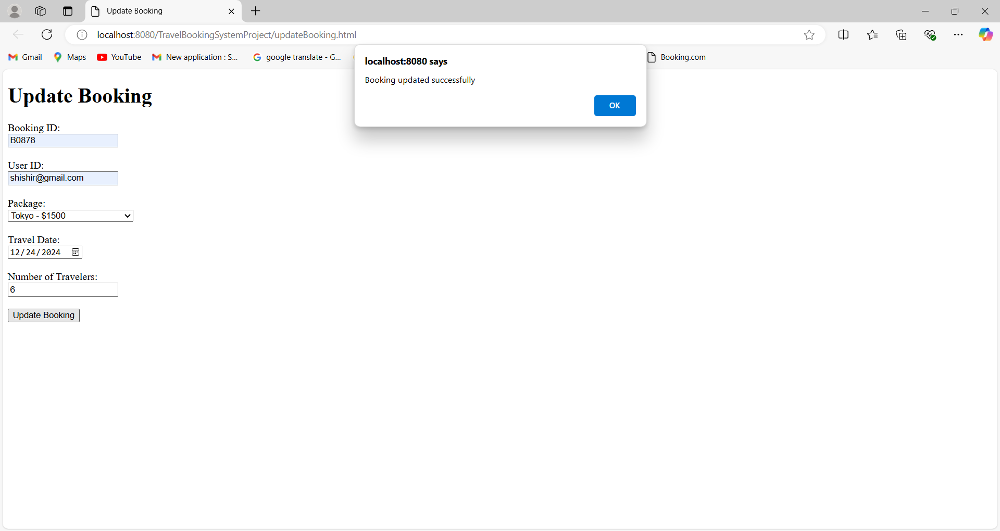 Update Booking
localhost:8080/TravelBookingSystemProject/updateBooking.html
Gmail
Maps
YouTube
New application : S...
google translate - G...
Booking.com
localhost:8080 says
Booking updated successfully
OK
Update Booking
Booking ID:
B0878
User ID:
shishir@gmail.com
Package:
Tokyo - $1500
Travel Date:
12/24/2024
Number of Travelers:
6
Update Booking